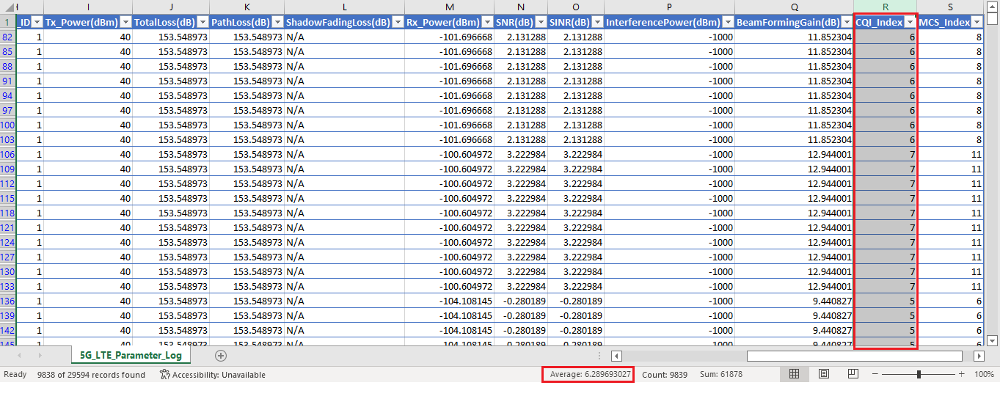 H I J K L M N O P Q R S
1 _ID Tx_Power(dBm) TotalLoss(dB) PathLoss(dB) ShadowFadingLoss(dB) Rx_Power(dBm) SNR(dB) SINR(dB) InterferencePower(dBm) BeamFormingGain(dB) CQI_Index MCS_Index
82 1 40 153.548973 153.548973 N/A -101.696668 2.131288 2.131288 -1000 11.852304 6 8
85 1 40 153.548973 153.548973 N/A -101.696668 2.131288 2.131288 -1000 11.852304 6 8
88 1 40 153.548973 153.548973 N/A -101.696668 2.131288 2.131288 -1000 11.852304 6 8
91 1 40 153.548973 153.548973 N/A -101.696668 2.131288 2.131288 -1000 11.852304 6 8
94 1 40 153.548973 153.548973 N/A -101.696668 2.131288 2.131288 -1000 11.852304 6 8
97 1 40 153.548973 153.548973 N/A -101.696668 2.131288 2.131288 -1000 11.852304 6 8
100 1 40 153.548973 153.548973 N/A -101.696668 2.131288 2.131288 -1000 11.852304 6 8
103 1 40 153.548973 153.548973 N/A -101.696668 2.131288 2.131288 -1000 11.852304 6 8
106 1 40 153.548973 153.548973 N/A -100.604972 3.222984 3.222984 -1000 12.944001 7 11
109 1 40 153.548973 153.548973 N/A -100.604972 3.222984 3.222984 -1000 12.944001 7 11
112 1 40 153.548973 153.548973 N/A -100.604972 3.222984 3.222984 -1000 12.944001 7 11
115 1 40 153.548973 153.548973 N/A -100.604972 3.222984 3.222984 -1000 12.944001 7 11
118 1 40 153.548973 153.548973 N/A -100.604972 3.222984 3.222984 -1000 12.944001 7 11
121 1 40 153.548973 153.548973 N/A -100.604972 3.222984 3.222984 -1000 12.944001 7 11
124 1 40 153.548973 153.548973 N/A -100.604972 3.222984 3.222984 -1000 12.944001 7 11
127 1 40 153.548973 153.548973 N/A -100.604972 3.222984 3.222984 -1000 12.944001 7 11
130 1 40 153.548973 153.548973 N/A -100.604972 3.222984 3.222984 -1000 12.944001 7 11
133 1 40 153.548973 153.548973 N/A -100.604972 3.222984 3.222984 -1000 12.944001 7 11
136 1 40 153.548973 153.548973 N/A -104.108145 -0.280189 -0.280189 -1000 9.440827 5 6
139 1 40 153.548973 153.548973 N/A -104.108145 -0.280189 -0.280189 -1000 9.440827 5 6
142 1 40 153.548973 153.548973 N/A -104.108145 -0.280189 -0.280189 -1000 9.440827 5 6
145 1 40 153.548973 153.548973 N/A -104.108145 -0.280189 -0.280189 -1000 9.440827 5 6
5G_LTE_Parameter_Log
Ready 9838 of 29594 records found Accessibility: Unavailable Average: 6.289693027 Count: 9839 Sum: 61878 100%